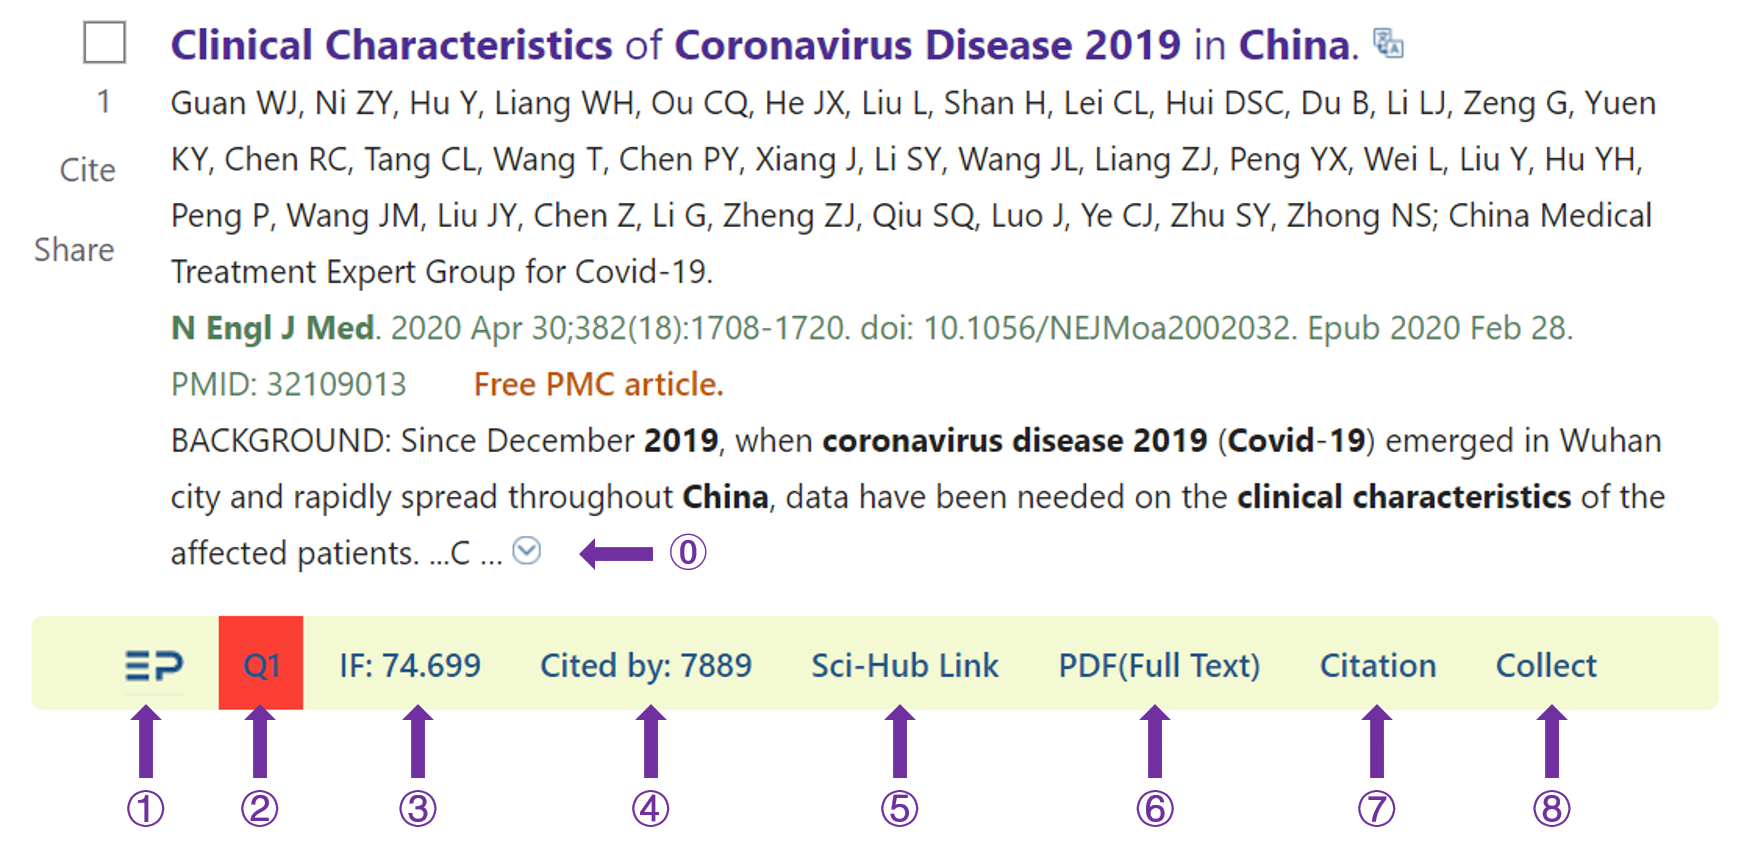 Clinical Characteristics of Coronavirus Disease 2019 in China.
1
Guan WJ, Ni ZY, Hu Y, Liang WH, Ou CQ, He JX, Liu L, Shan H, Lei CL, Hui DSC, Du B, Li LJ, Zeng G, Yuen
Cite
KY, Chen RC, Tang CL, Wang T, Chen PY, Xiang J, Li SY, Wang JL, Liang ZJ, Peng YX, Wei L, Liu Y, Hu YH,
Peng P, Wang JM, Liu JY, Chen Z, Li G, Zheng ZJ, Qiu SQ, Luo J, Ye CJ, Zhu SY, Zhong NS; China Medical
Share
Treatment Expert Group for Covid-19.
N Engl J Med. 2020 Apr 30;382(18):1708-1720. doi: 10.1056/NEJMoa2002032. Epub 2020 Feb 28.
PMID: 32109013 Free PMC article.
BACKGROUND: Since December 2019, when coronavirus disease 2019 (Covid-19) emerged in Wuhan
city and rapidly spread throughout China, data have been needed on the clinical characteristics of the
affected patients. ...C ... ⓪
EP Q1 IF: 74.699 Cited by: 7889 Sci-Hub Link PDF(Full Text) Citation Collect
① ② ③ ④ ⑤ ⑥ ⑦ ⑧